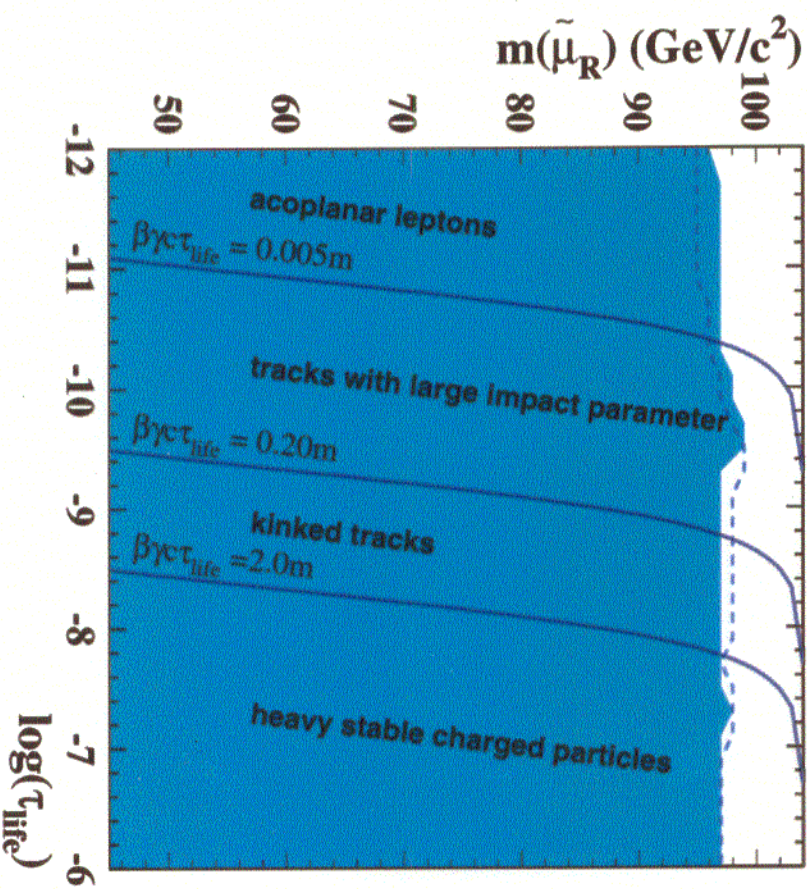 m(μ̃_R) (GeV/c²)
100
90
80
70
60
50
-12
-11
-10
-9
-8
-7
-6
log(τ_life)
acoplanar leptons
βγcτ_life = 0.005m
tracks with large impact parameter
βγcτ_life = 0.20m
kinked tracks
βγcτ_life =2.0m
heavy stable charged particles